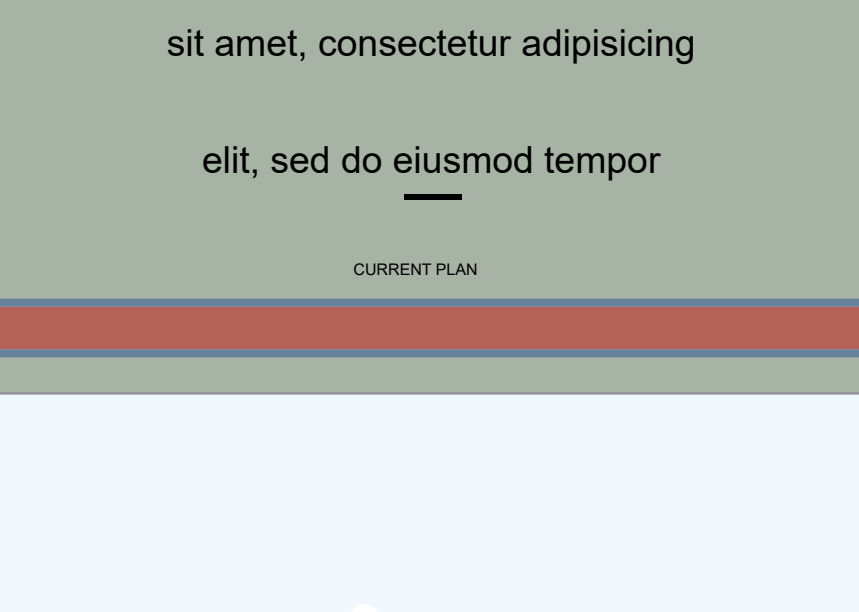 sit amet, consectetur adipisicing
elit, sed do eiusmod tempor
CURRENT PLAN